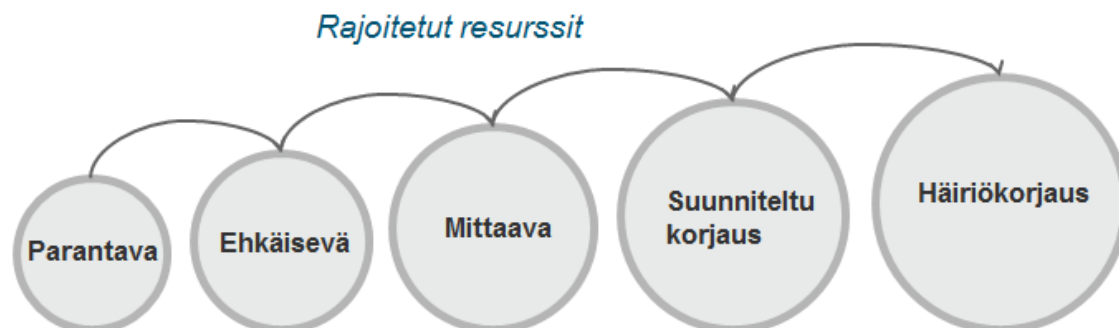 Rajoitetut resurssit
Parantava
Ehkäisevä
Mittaava
Suunniteltu
korjaus
Häiriökorjaus